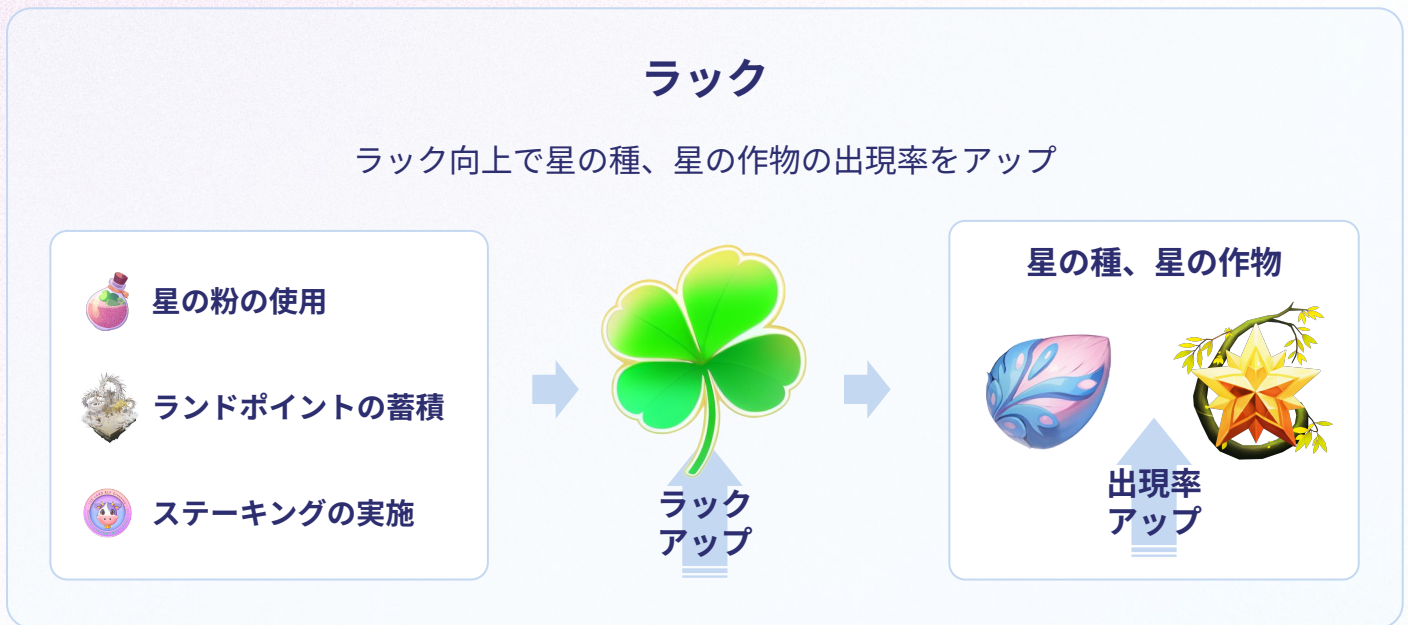 ラック
ラック向上で星の種、星の作物の出現率をアップ
星の粉の使用
ランドポイントの蓄積
ステーキングの実施
ラック
アップ
星の種、星の作物
出現率
アップ